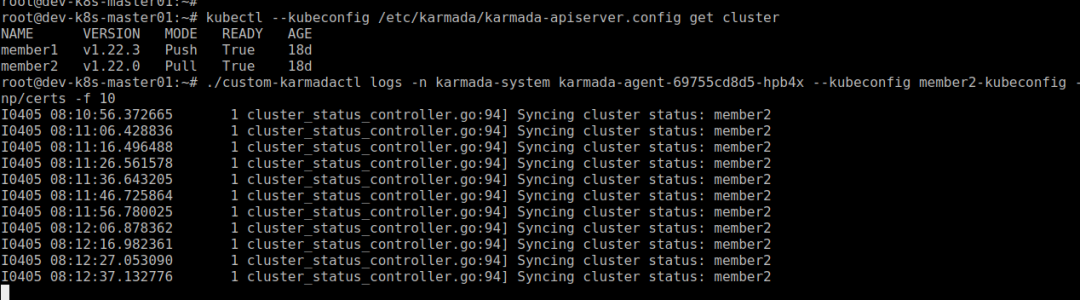 root@dev-k8s-master01:~#
root@dev-k8s-master01:~# kubectl --kubeconfig /etc/karmada/karmada-apiserver.config get cluster
NAME VERSION MODE READY AGE
member1 v1.22.3 Push True 18d
member2 v1.22.0 Pull True 18d
root@dev-k8s-master01:~# ./custom-karmadactl logs -n karmada-system karmada-agent-69755cd8d5-hpb4x --kubeconfig member2-kubeconfig -
np/certs -f 10
I0405 08:10:56.372665 1 cluster_status_controller.go:94] Syncing cluster status: member2
I0405 08:11:06.428836 1 cluster_status_controller.go:94] Syncing cluster status: member2
I0405 08:11:16.496488 1 cluster_status_controller.go:94] Syncing cluster status: member2
I0405 08:11:26.561578 1 cluster_status_controller.go:94] Syncing cluster status: member2
I0405 08:11:36.643205 1 cluster_status_controller.go:94] Syncing cluster status: member2
I0405 08:11:46.725864 1 cluster_status_controller.go:94] Syncing cluster status: member2
I0405 08:11:56.780025 1 cluster_status_controller.go:94] Syncing cluster status: member2
I0405 08:12:06.878362 1 cluster_status_controller.go:94] Syncing cluster status: member2
I0405 08:12:16.982361 1 cluster_status_controller.go:94] Syncing cluster status: member2
I0405 08:12:27.053090 1 cluster_status_controller.go:94] Syncing cluster status: member2
I0405 08:12:37.132776 1 cluster_status_controller.go:94] Syncing cluster status: member2